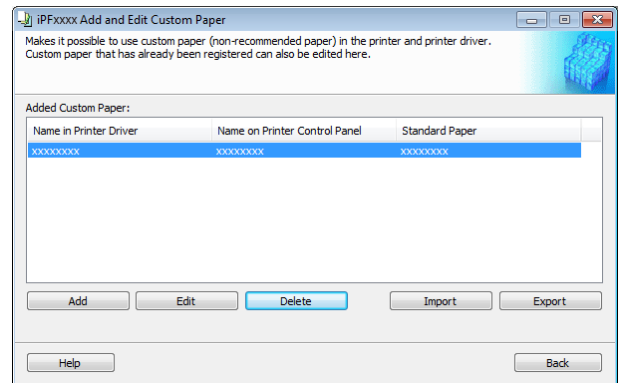 iPFxxxx Add and Edit Custom Paper
Makes it possible to use custom paper (non-recommended paper) in the printer and printer driver.
Custom paper that has already been registered can also be edited here.
Added Custom Paper:
Name in Printer Driver Name on Printer Control Panel Standard Paper
xxxxxxxx xxxxxxxx xxxxxxxx
Add Edit Delete Import Export
Help Back